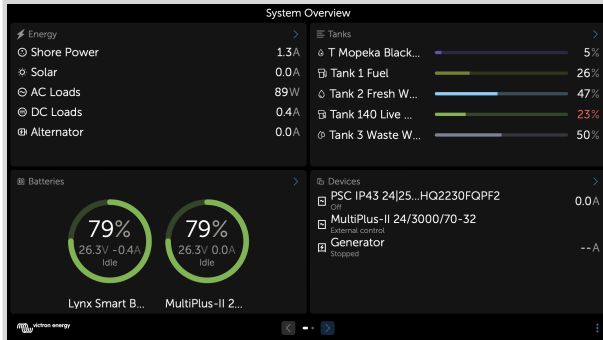 System Overview
Energy
Shore Power 1.3A
Solar 0.0A
AC Loads 89W
DC Loads 0.4A
Alternator 0.0A
Tanks
T Mopeka Black... 5%
Tank 1 Fuel 26%
Tank 2 Fresh W... 47%
Tank 140 Live ... 23%
Tank 3 Waste W... 50%
Batteries
79%
26.3V -0.4A
Idle
Lynx Smart B...
79%
26.3V 0.0A
Idle
MultiPlus-II 2...
Devices
PSC IP43 24|25...HQ2230FQPF2 0.0A
Off
MultiPlus-II 24/3000/70-32
External control
Generator --A
Stopped
victron energy